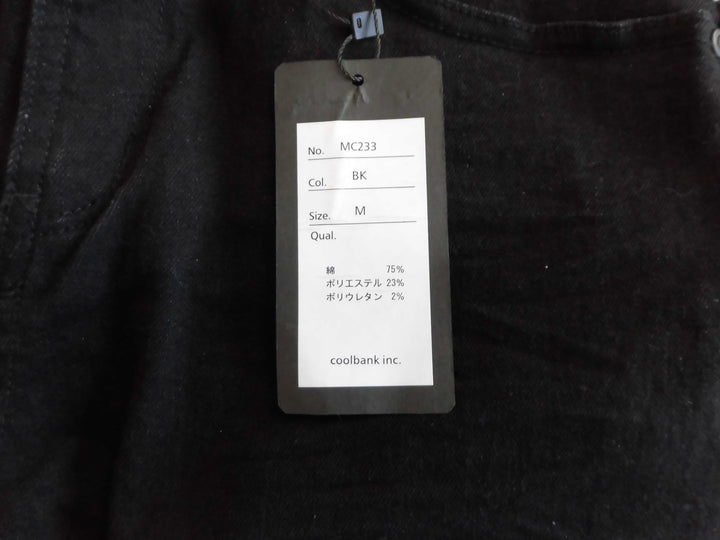 No. MC233
Col. BK
Size. M
Qual.
綿 75%
ポリエステル 23%
ポリウレタン 2%
coolbank inc.